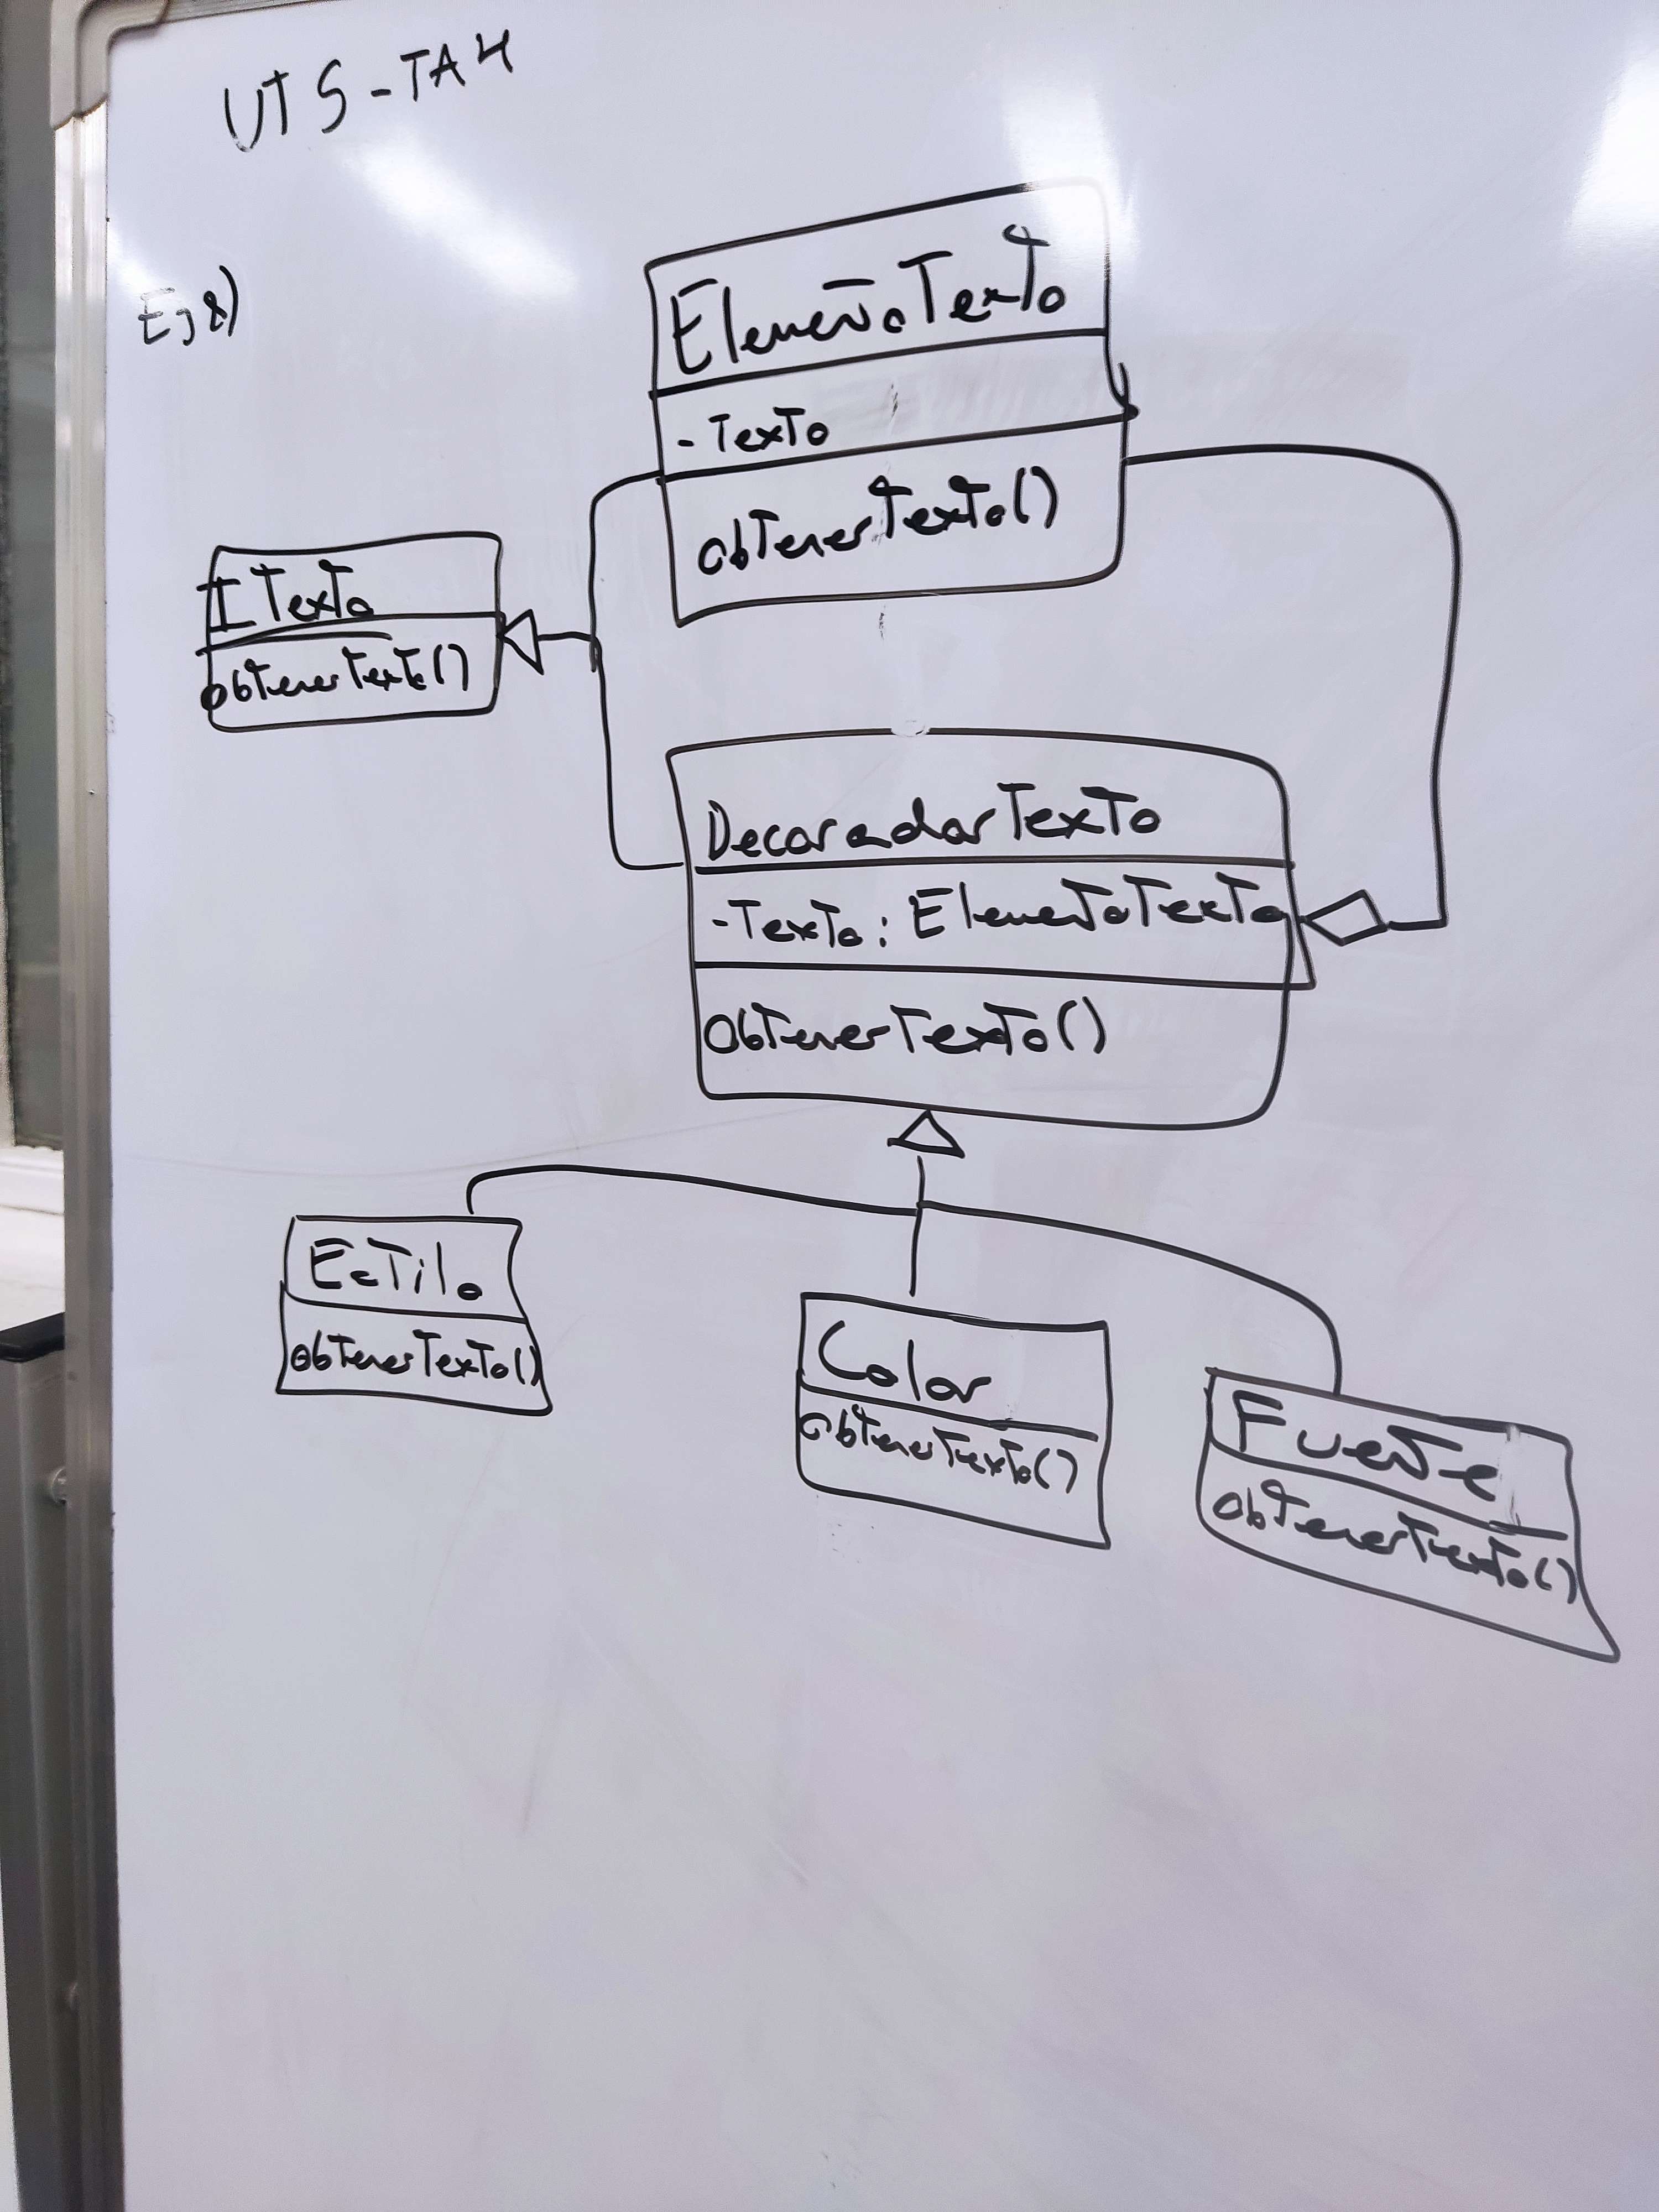 UT5-TA4
Ej 8)
ElementoTexto
- Texto
obtenerTexto()
ITexto
obtenerTexto()
DecoradorTexto
-Texto: ElementoTexto
obtenerTexto()
Estilo
obtenerTexto()
Color
obtenerTexto()
Fuente
obtenerTexto()